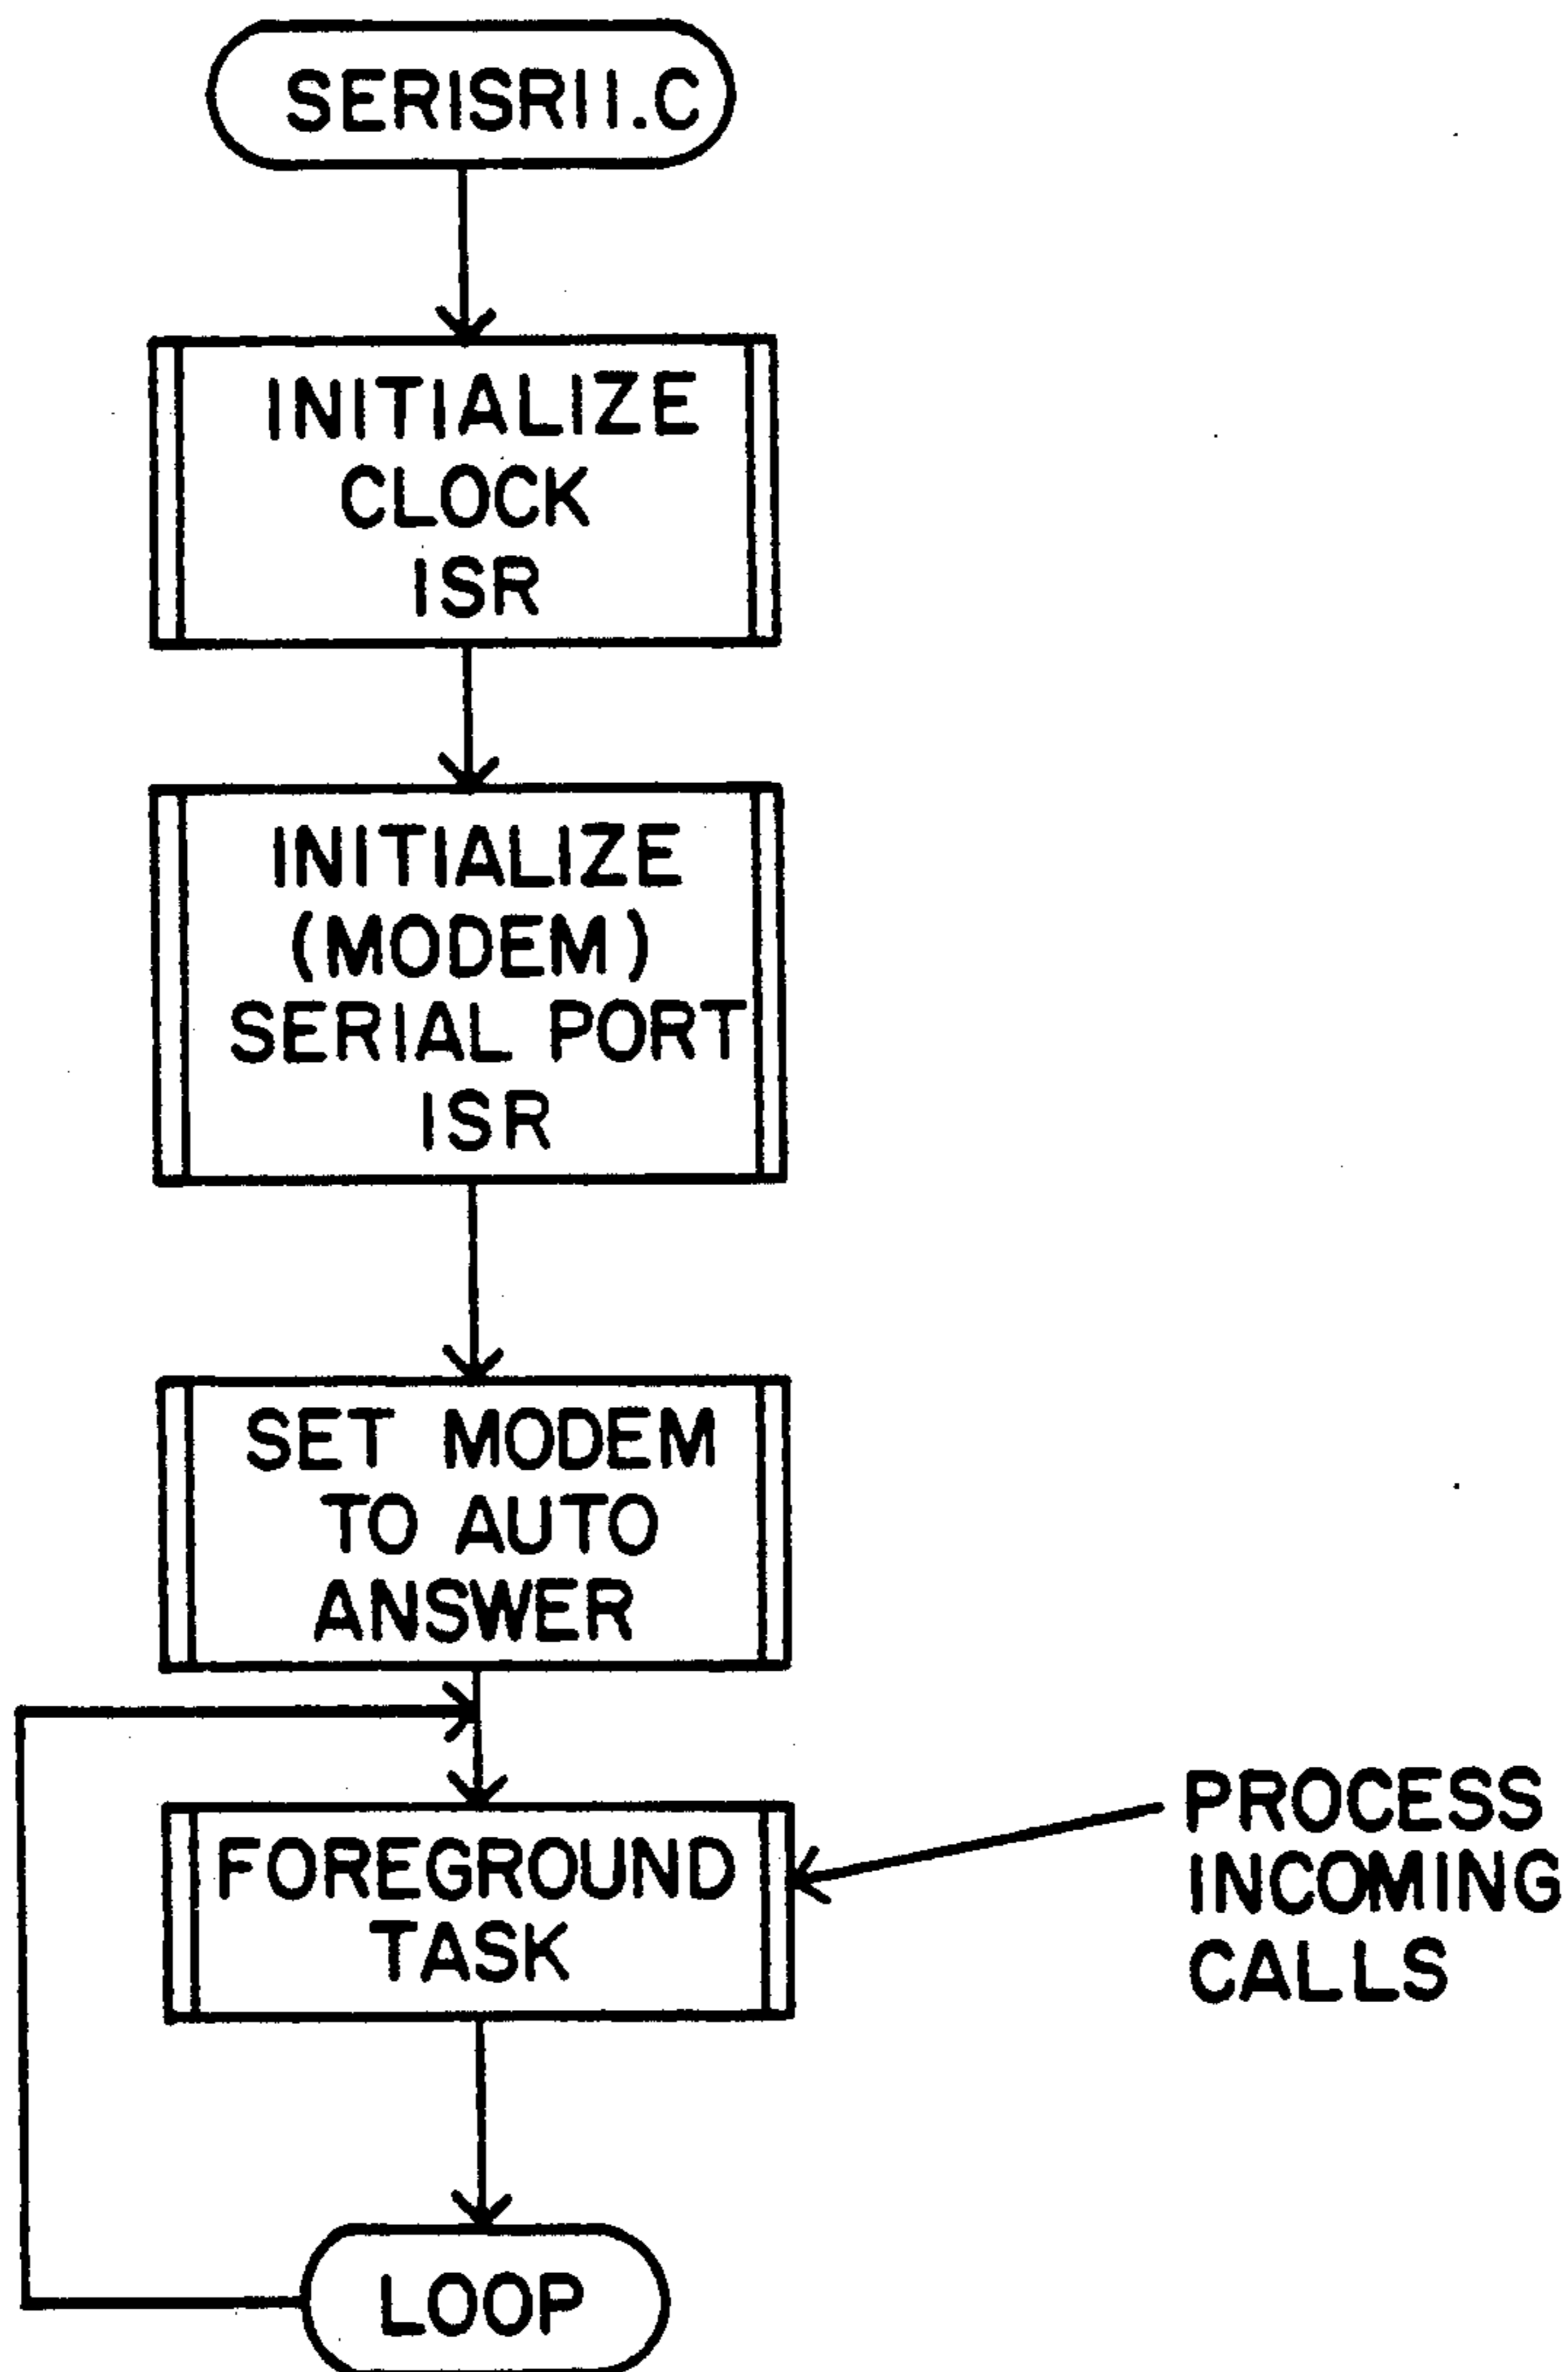 SERISR11.C
INITIALIZE
CLOCK
ISR
INITIALIZE
(MODEM)
SERIAL PORT
ISR
SET MODEM
TO AUTO
ANSWER
FOREGROUND
TASK
PROCESS
INCOMING
CALLS
LOOP